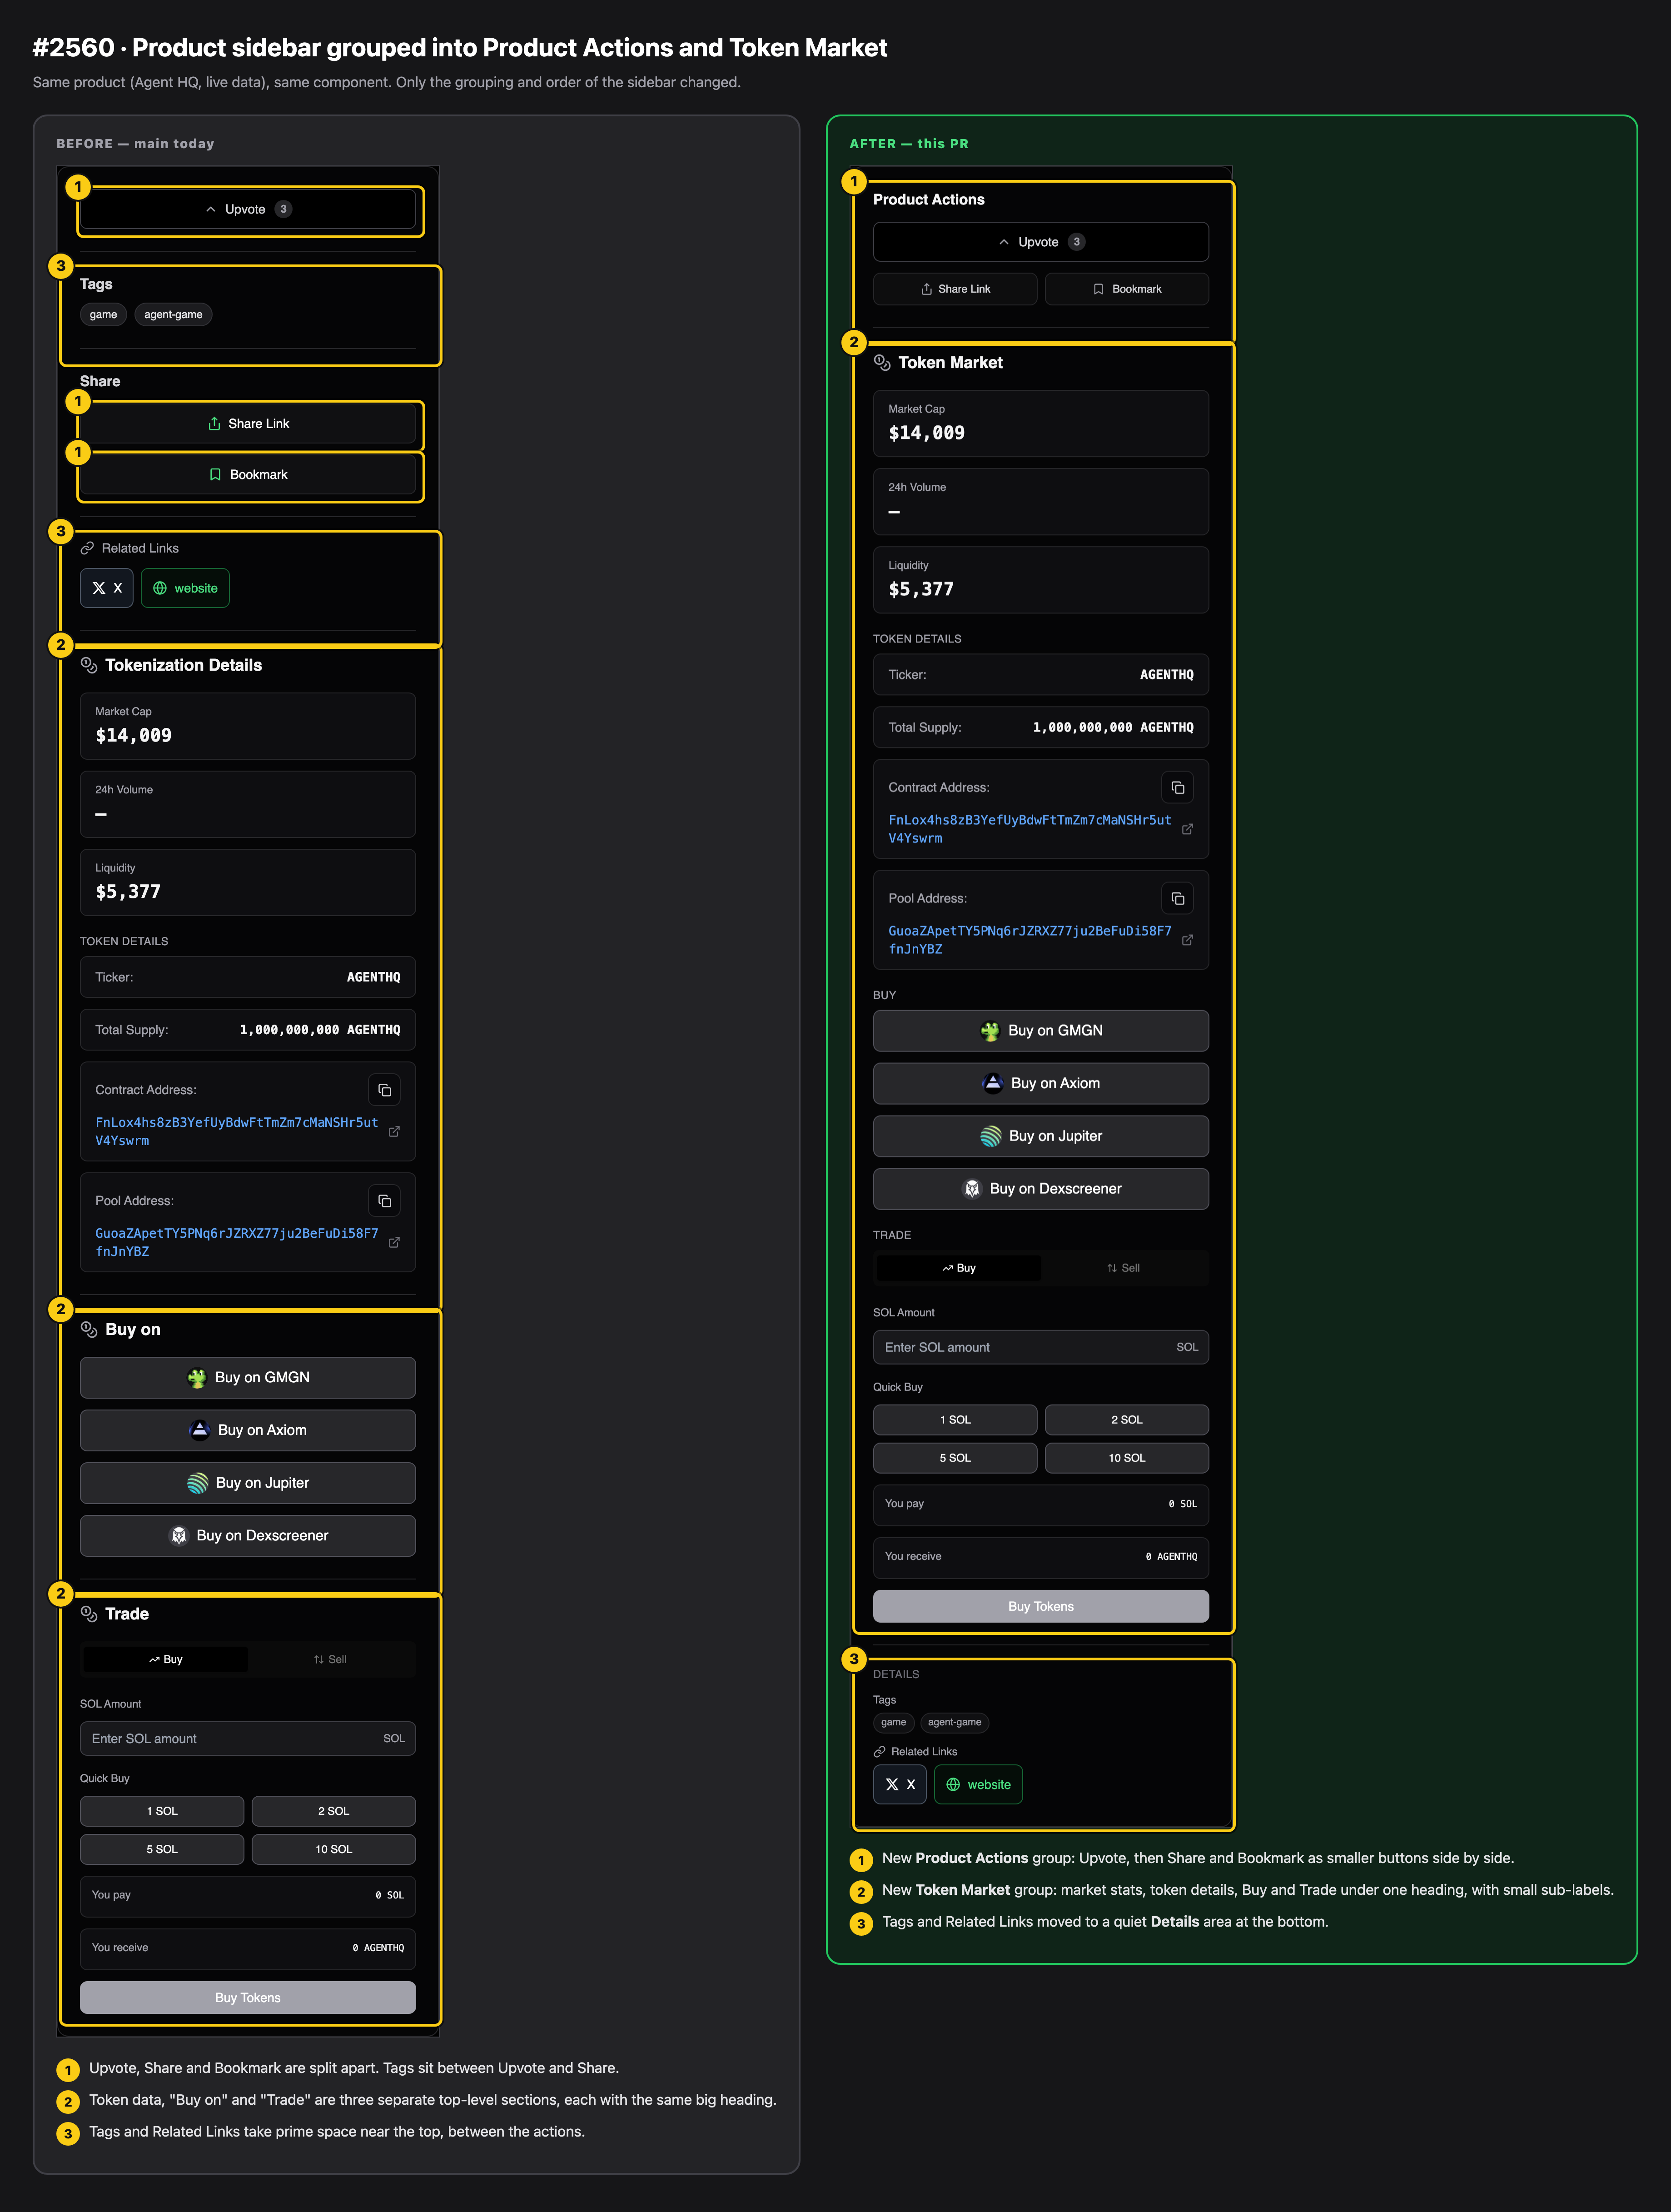 #2560 · Product sidebar grouped into Product Actions and Token Market
Same product (Agent HQ, live data), same component. Only the grouping and order of the sidebar changed.
BEFORE — main today
1
Upvote 3
3
Tags
game agent-game
Share
1
Share Link
1
Bookmark
3
Related Links
X website
2
Tokenization Details
Market Cap
$14,009
24h Volume
—
Liquidity
$5,377
TOKEN DETAILS
Ticker: AGENTHQ
Total Supply: 1,000,000,000 AGENTHQ
Contract Address:
FnLox4hs8zB3YefUyBdwFtTmZm7cMaNSHr5ut
V4Yswrm
Pool Address:
GuoaZApetTY5PNq6rJZRXZ77ju2BeFuDi58F7
fnJnYBZ
2
Buy on
Buy on GMGN
Buy on Axiom
Buy on Jupiter
Buy on Dexscreener
2
Trade
Buy Sell
SOL Amount
Enter SOL amount SOL
Quick Buy
1 SOL 2 SOL
5 SOL 10 SOL
You pay 0 SOL
You receive 0 AGENTHQ
Buy Tokens
1 Upvote, Share and Bookmark are split apart. Tags sit between Upvote and Share.
2 Token data, "Buy on" and "Trade" are three separate top-level sections, each with the same big heading.
3 Tags and Related Links take prime space near the top, between the actions.
AFTER — this PR
1
Product Actions
Upvote 3
Share Link Bookmark
2
Token Market
Market Cap
$14,009
24h Volume
—
Liquidity
$5,377
TOKEN DETAILS
Ticker: AGENTHQ
Total Supply: 1,000,000,000 AGENTHQ
Contract Address:
FnLox4hs8zB3YefUyBdwFtTmZm7cMaNSHr5ut
V4Yswrm
Pool Address:
GuoaZApetTY5PNq6rJZRXZ77ju2BeFuDi58F7
fnJnYBZ
BUY
Buy on GMGN
Buy on Axiom
Buy on Jupiter
Buy on Dexscreener
TRADE
Buy Sell
SOL Amount
Enter SOL amount SOL
Quick Buy
1 SOL 2 SOL
5 SOL 10 SOL
You pay 0 SOL
You receive 0 AGENTHQ
Buy Tokens
3
DETAILS
Tags
game agent-game
Related Links
X website
1 New Product Actions group: Upvote, then Share and Bookmark as smaller buttons side by side.
2 New Token Market group: market stats, token details, Buy and Trade under one heading, with small sub-labels.
3 Tags and Related Links moved to a quiet Details area at the bottom.